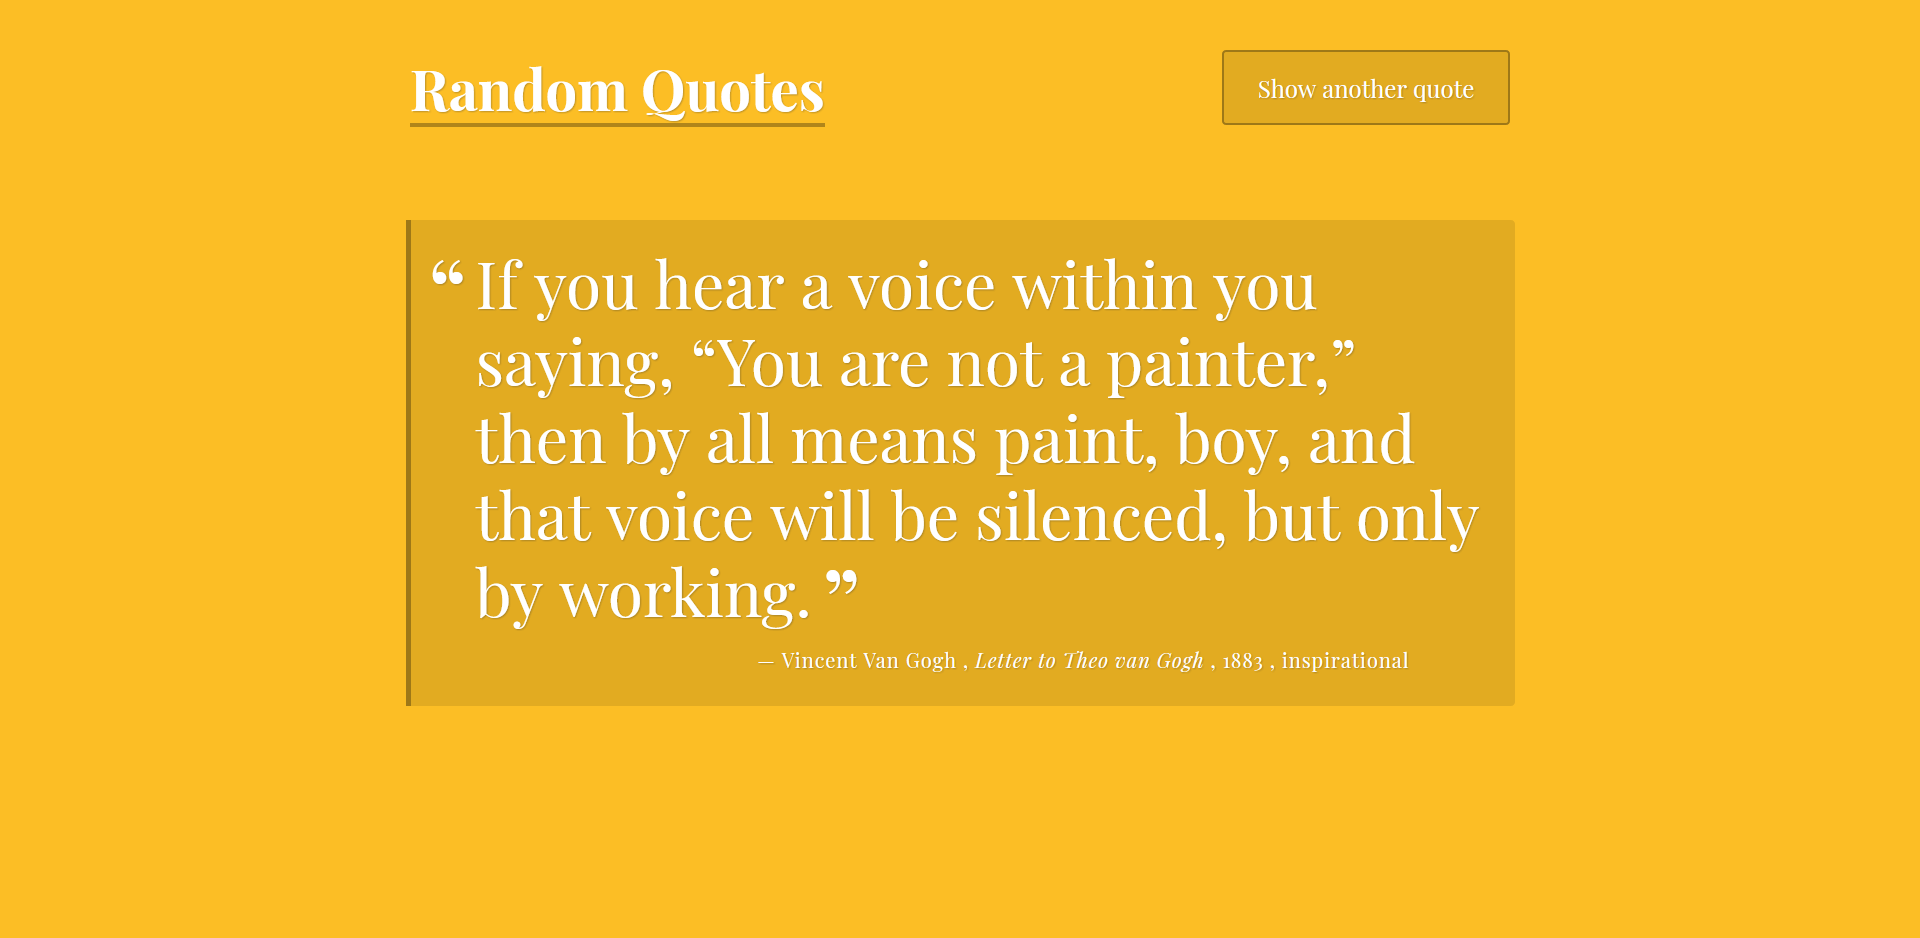 Random Quotes
Show another quote
“ If you hear a voice within you
saying, “You are not a painter,”
then by all means paint, boy, and
that voice will be silenced, but only
by working. ”
— Vincent Van Gogh , Letter to Theo van Gogh , 1883 , inspirational